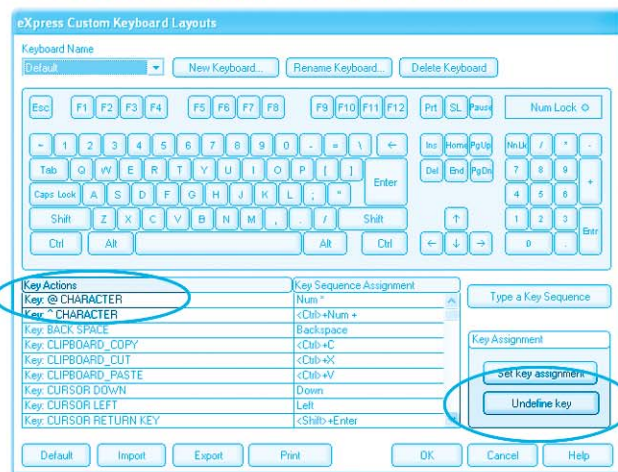 eXpress Custom Keyboard Layouts
Keyboard Name
Default New Keyboard... Rename Keyboard... Delete Keyboard
Esc F1 F2 F3 F4 F5 F6 F7 F8 F9 F10 F11 F12 Prt SL Pause Num Lock
~ 1 2 3 4 5 6 7 8 9 0 - = \ ← Ins Home PgUp NmLk / * -
Tab Q W E R T Y U I O P [ ] Enter Del End PgDn 7 8 9 +
Caps Lock A S D F G H J K L ; " 4 5 6
Shift Z X C V B N M , . / Shift ↑ 1 2 3 Entr
Ctrl Alt Alt Ctrl ← ↓ → 0 .
Key Actions Key Sequence Assignment
Key: @ CHARACTER Num *
Key: ^ CHARACTER <Ctrl>+Num +
Key: BACK SPACE Backspace
Key: CLIPBOARD_COPY <Ctrl>+C
Key: CLIPBOARD_CUT <Ctrl>+X
Key: CLIPBOARD_PASTE <Ctrl>+V
Key: CURSOR DOWN Down
Key: CURSOR LEFT Left
Key: CURSOR RETURN KEY <Shift>+Enter
Type a Key Sequence
Key Assignment
Set key assignment
Undefine key
Default Import Export Print OK Cancel Help